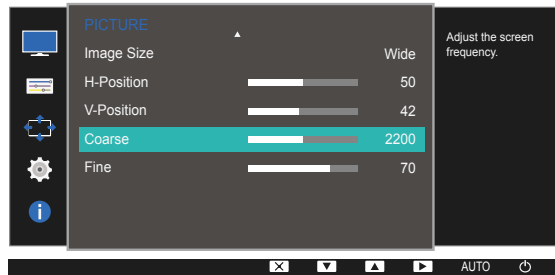 PICTURE
Image Size Wide
H-Position 50
V-Position 42
Coarse 2200
Fine 70
Adjust the screen
frequency.
AUTO